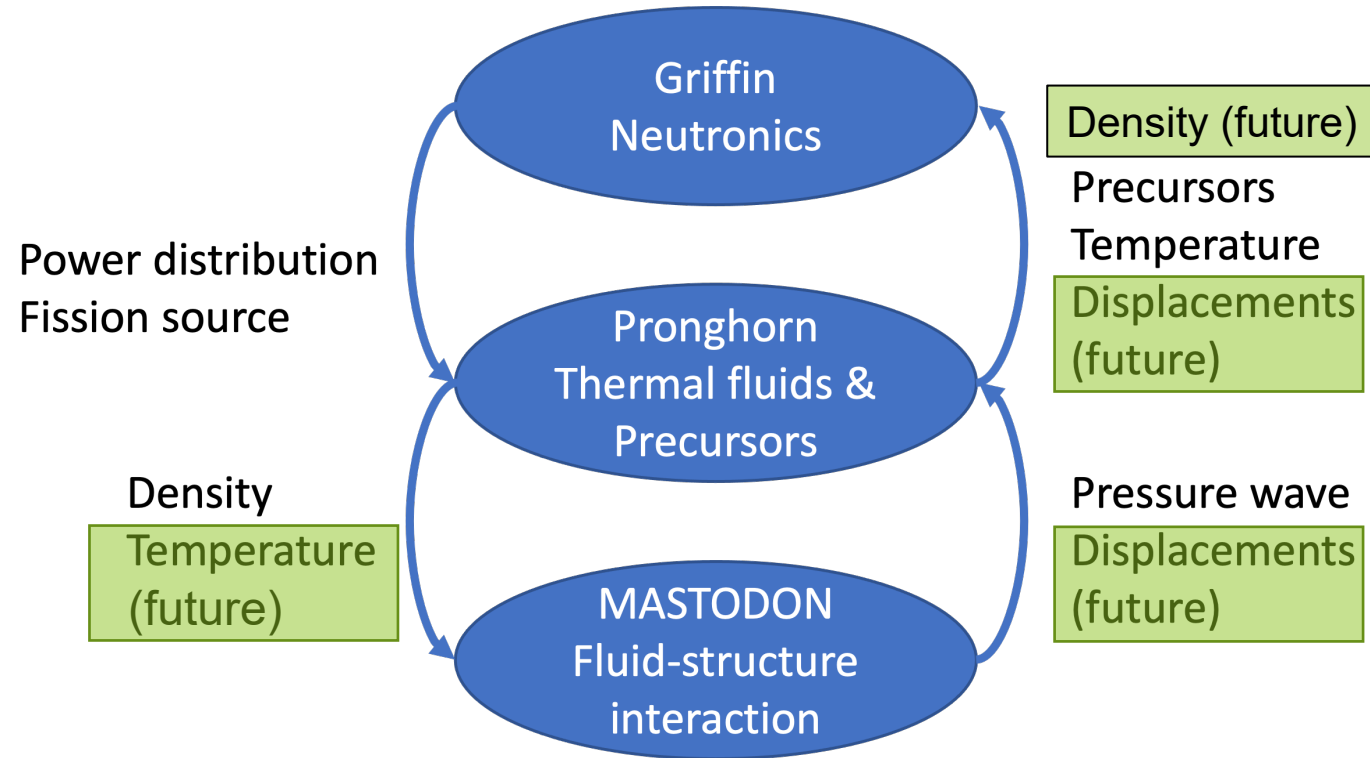 Griffin
Neutronics
Density (future)
Precursors
Temperature
Displacements
(future)
Power distribution
Fission source
Pronghorn
Thermal fluids &
Precursors
Density
Temperature
(future)
Pressure wave
Displacements
(future)
MASTODON
Fluid-structure
interaction